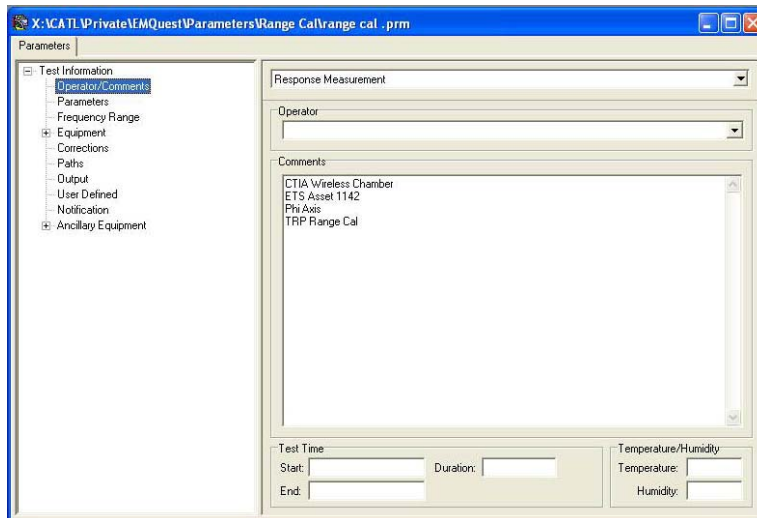 X:\CATL\Private\EMQuest\Parameters\Range Cal\range cal .prm
Parameters
Test Information
Operator/Comments
Parameters
Frequency Range
Equipment
Corrections
Paths
Output
User Defined
Notification
Ancillary Equipment
Response Measurement
Operator
Comments
CTIA Wireless Chamber
ETS Asset 1142
Phi Axis
TRP Range Cal
Test Time
Start:
Duration:
End:
Temperature/Humidity
Temperature:
Humidity: